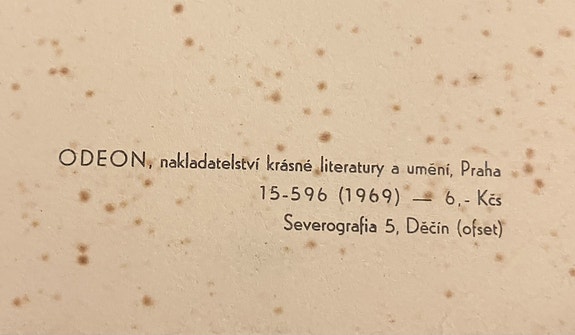 ODEON, nakladatelství krásné literatury a umění, Praha
15-596 (1969) — 6,- Kčs
Severografia 5, Děčín (ofset)